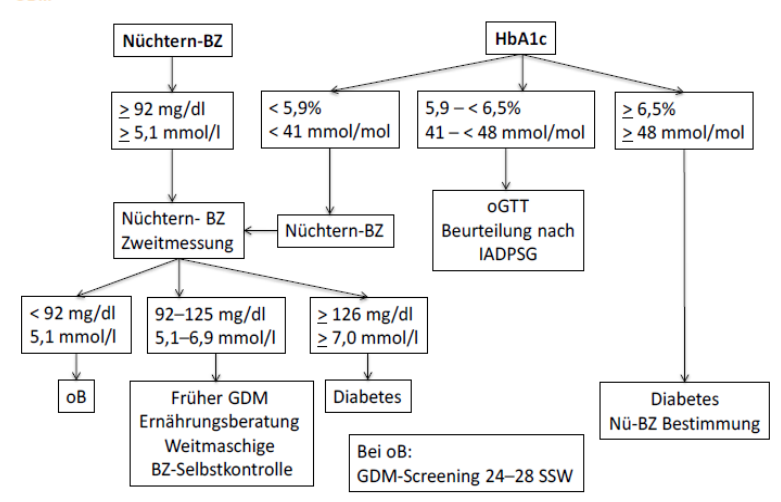 Nüchtern-BZ
HbA1c
≥ 92 mg/dl
≥ 5,1 mmol/l
< 5,9%
< 41 mmol/mol
5,9 – < 6,5%
41 – < 48 mmol/mol
≥ 6,5%
≥ 48 mmol/mol
Nüchtern- BZ
Zweitmessung
Nüchtern-BZ
oGTT
Beurteilung nach
IADPSG
< 92 mg/dl
5,1 mmol/l
92–125 mg/dl
5,1–6,9 mmol/l
≥ 126 mg/dl
≥ 7,0 mmol/l
oB
Früher GDM
Ernährungsberatung
Weitmaschige
BZ-Selbstkontrolle
Diabetes
Diabetes
Nü-BZ Bestimmung
Bei oB:
GDM-Screening 24–28 SSW